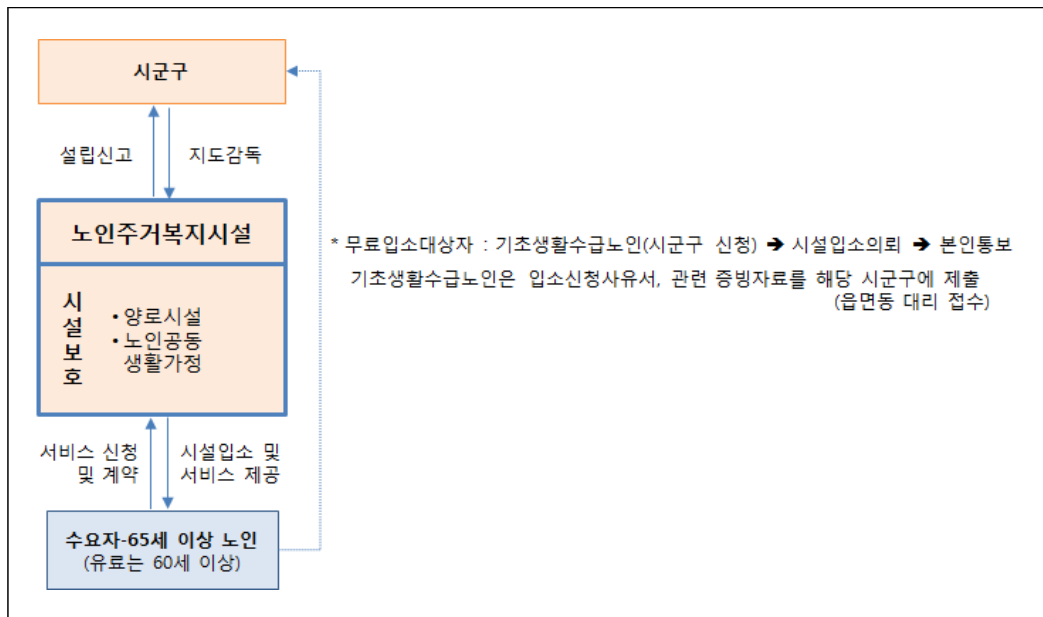 시군구
설립신고
지도감독
노인주거복지시설
* 무료입소대상자 : 기초생활수급노인(시군구 신청) ➔ 시설입소의뢰 ➔ 본인통보
기초생활수급노인은 입소신청사유서, 관련 증빙자료를 해당 시군구에 제출
(읍면동 대리 접수)
시설보호
• 양로시설
• 노인공동
생활가정
서비스 신청
및 계약
시설입소 및
서비스 제공
수요자-65세 이상 노인
(유료는 60세 이상)